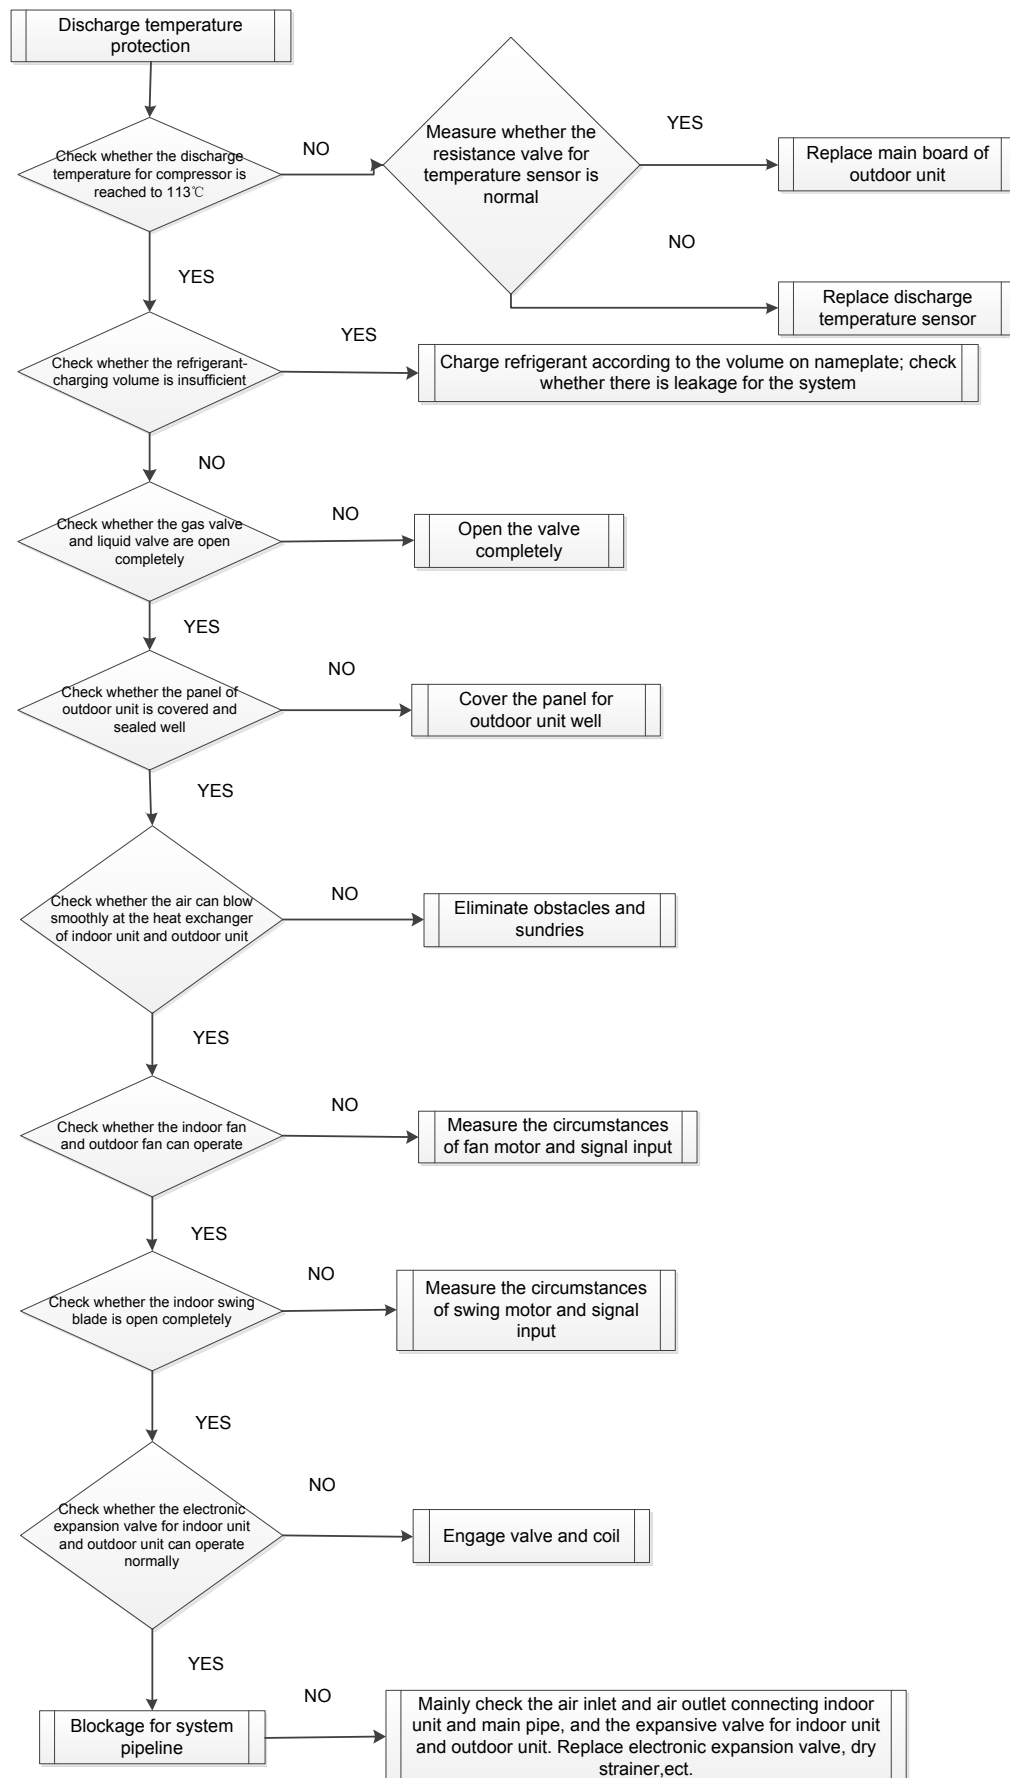 Discharge temperature
protection
Check whether the discharge
temperature for compressor is
reached to 113℃
NO
Measure whether the
resistance valve for
temperature sensor is
normal
YES
Replace main board of
outdoor unit
NO
Replace discharge
temperature sensor
YES
Check whether the refrigerant-
charging volume is insufficient
YES
Charge refrigerant according to the volume on nameplate; check
whether there is leakage for the system
NO
Check whether the gas valve
and liquid valve are open
completely
NO
Open the valve
completely
YES
Check whether the panel of
outdoor unit is covered and
sealed well
NO
Cover the panel for
outdoor unit well
YES
Check whether the air can blow
smoothly at the heat exchanger
of indoor unit and outdoor unit
NO
Eliminate obstacles and
sundries
YES
Check whether the indoor fan
and outdoor fan can operate
NO
Measure the circumstances
of fan motor and signal input
YES
Check whether the indoor swing
blade is open completely
NO
Measure the circumstances
of swing motor and signal
input
YES
Check whether the electronic
expansion valve for indoor unit
and outdoor unit can operate
normally
NO
Engage valve and coil
YES
Blockage for system
pipeline
NO
Mainly check the air inlet and air outlet connecting indoor
unit and main pipe, and the expansive valve for indoor unit
and outdoor unit. Replace electronic expansion valve, dry
strainer,ect.